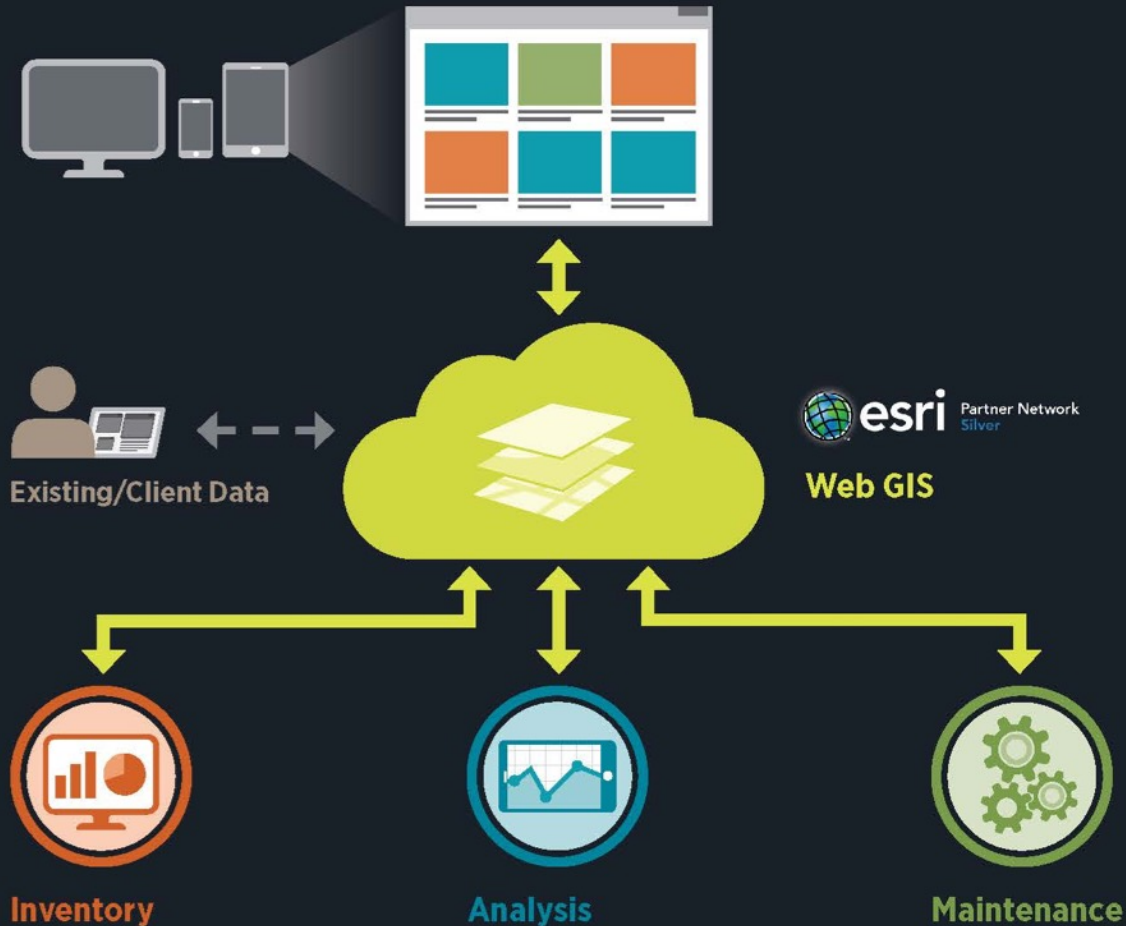 esri
Partner Network
Silver
Web GIS
Existing/Client Data
Inventory
Analysis
Maintenance